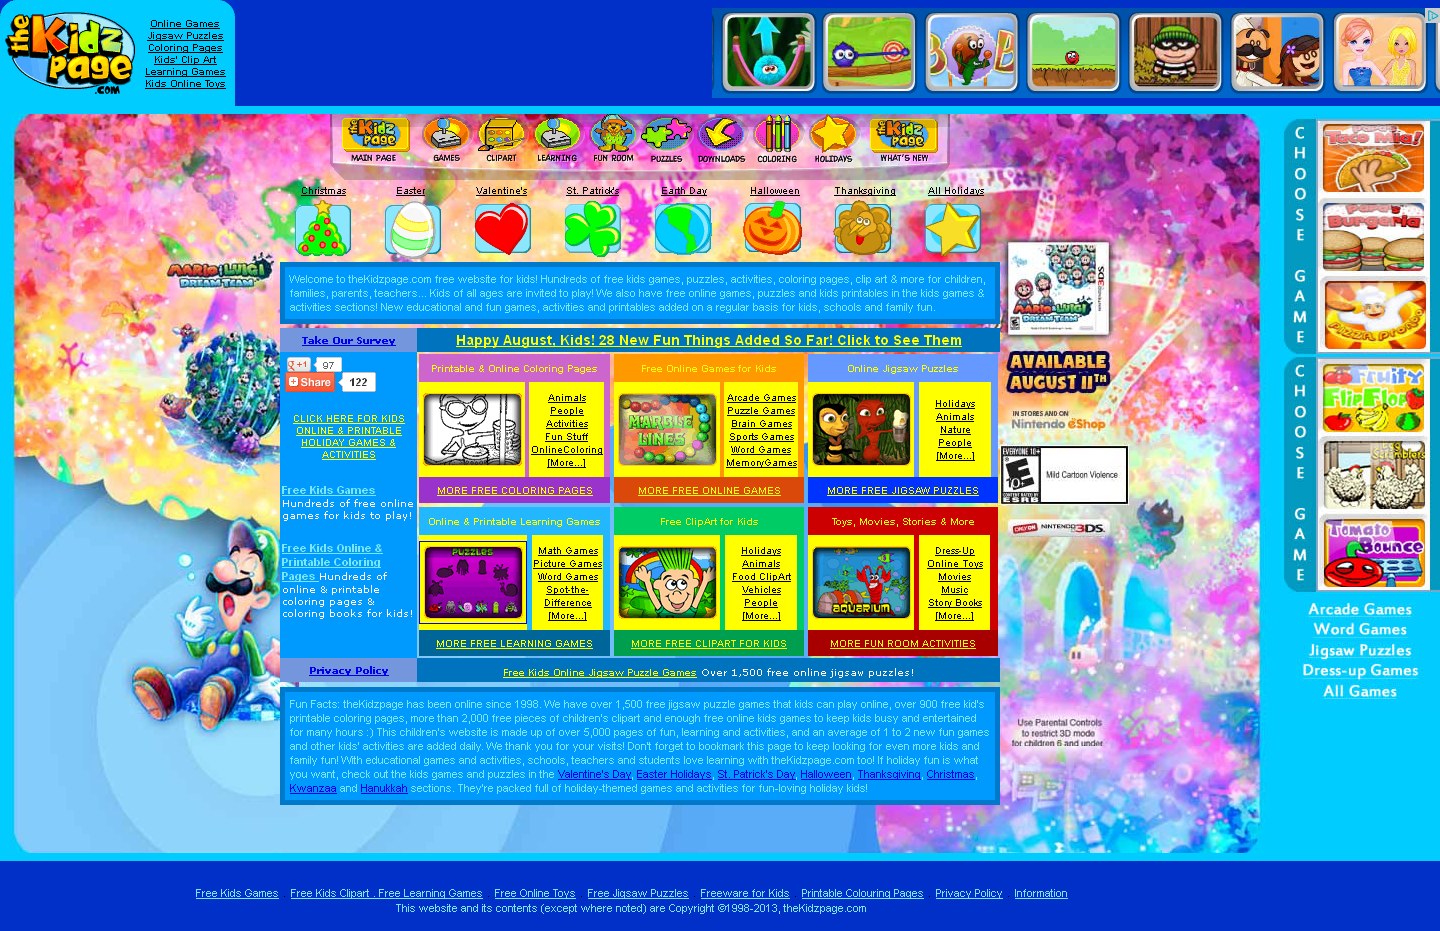 the Kidz Page .com
Online Games
Jigsaw Puzzles
Coloring Pages
Kids' Clip Art
Learning Games
Kids Online Toys
the Kidz Page
MAIN PAGE
GAMES
CLIPART
LEARNING
FUN ROOM
PUZZLES
DOWNLOADS
COLORING
HOLIDAYS
the Kidz Page
WHAT'S NEW
Christmas
Easter
Valentine's
St. Patrick's
Earth Day
Halloween
Thanksgiving
All Holidays
MARIO & LUIGI
DREAM TEAM
Welcome to theKidzpage.com free website for kids! Hundreds of free kids games, puzzles, activities, coloring pages, clip art & more for children,
families, parents, teachers... Kids of all ages are invited to play! We also have free online games, puzzles and kids printables in the kids games &
activities sections! New educational and fun games, activities and printables added on a regular basis for kids, schools and family fun.
Take Our Survey
Happy August, Kids! 28 New Fun Things Added So Far! Click to See Them
+1 97
Share 122
CLICK HERE FOR KIDS
ONLINE & PRINTABLE
HOLIDAY GAMES &
ACTIVITIES
Free Kids Games
Hundreds of free online
games for kids to play!
Free Kids Online &
Printable Coloring
Pages Hundreds of
online & printable
coloring pages &
coloring books for kids!
Printable & Online Coloring Pages
Animals
People
Activities
Fun Stuff
OnlineColoring
[More...]
MORE FREE COLORING PAGES
Free Online Games for Kids
MARBLE
LINES
Arcade Games
Puzzle Games
Brain Games
Sports Games
Word Games
MemoryGames
MORE FREE ONLINE GAMES
Online Jigsaw Puzzles
Holidays
Animals
Nature
People
[More...]
MORE FREE JIGSAW PUZZLES
Online & Printable Learning Games
PUZZLES
Math Games
Picture Games
Word Games
Spot-the-
Difference
[More...]
MORE FREE LEARNING GAMES
Free ClipArt for Kids
Holidays
Animals
Food ClipArt
Vehicles
People
[More...]
MORE FREE CLIPART FOR KIDS
Toys, Movies, Stories & More
AQUARIUM
Dress-Up
Online Toys
Movies
Music
Story Books
[More...]
MORE FUN ROOM ACTIVITIES
Privacy Policy
Free Kids Online Jigsaw Puzzle Games Over 1,500 free online jigsaw puzzles!
Fun Facts: theKidzpage has been online since 1998. We have over 1,500 free jigsaw puzzle games that kids can play online, over 900 free kid's
printable coloring pages, more than 2,000 free pieces of children's clipart and enough free online kids games to keep kids busy and entertained
for many hours :) This children's website is made up of over 5,000 pages of fun, learning and activities, and an average of 1 to 2 new fun games
and other kids' activities are added daily. We thank you for your visits! Don't forget to bookmark this page to keep looking for even more kids and
family fun! With educational games and activities, schools, teachers and students love learning with theKidzpage.com too! If holiday fun is what
you want, check out the kids games and puzzles in the Valentine's Day, Easter Holidays, St. Patrick's Day, Halloween, Thanksgiving, Christmas,
Kwanzaa and Hanukkah sections. They're packed full of holiday-themed games and activities for fun-loving holiday kids!
NINTENDO 3DS
MARIO & LUIGI
DREAM TEAM
AVAILABLE
AUGUST 11TH
IN STORES AND ON
Nintendo eShop
EVERYONE 10+
E 10+
CONTENT RATED BY
ESRB
Mild Cartoon Violence
ONLY ON NINTENDO 3DS
Use Parental Controls
to restrict 3D mode
for children 6 and under
CHOOSE GAME
Taco Mia!
Papa's
Burgeria
PIZZA PRONTO
CHOOSE GAME
Fruity
FlipFlop
Scramblers
Tomato
Bounce
Arcade Games
Word Games
Jigsaw Puzzles
Dress-up Games
All Games
Free Kids Games . Free Kids Clipart . Free Learning Games . Free Online Toys . Free Jigsaw Puzzles . Freeware for Kids . Printable Colouring Pages . Privacy Policy . Information
This website and its contents (except where noted) are Copyright ©1998-2013, theKidzpage.com